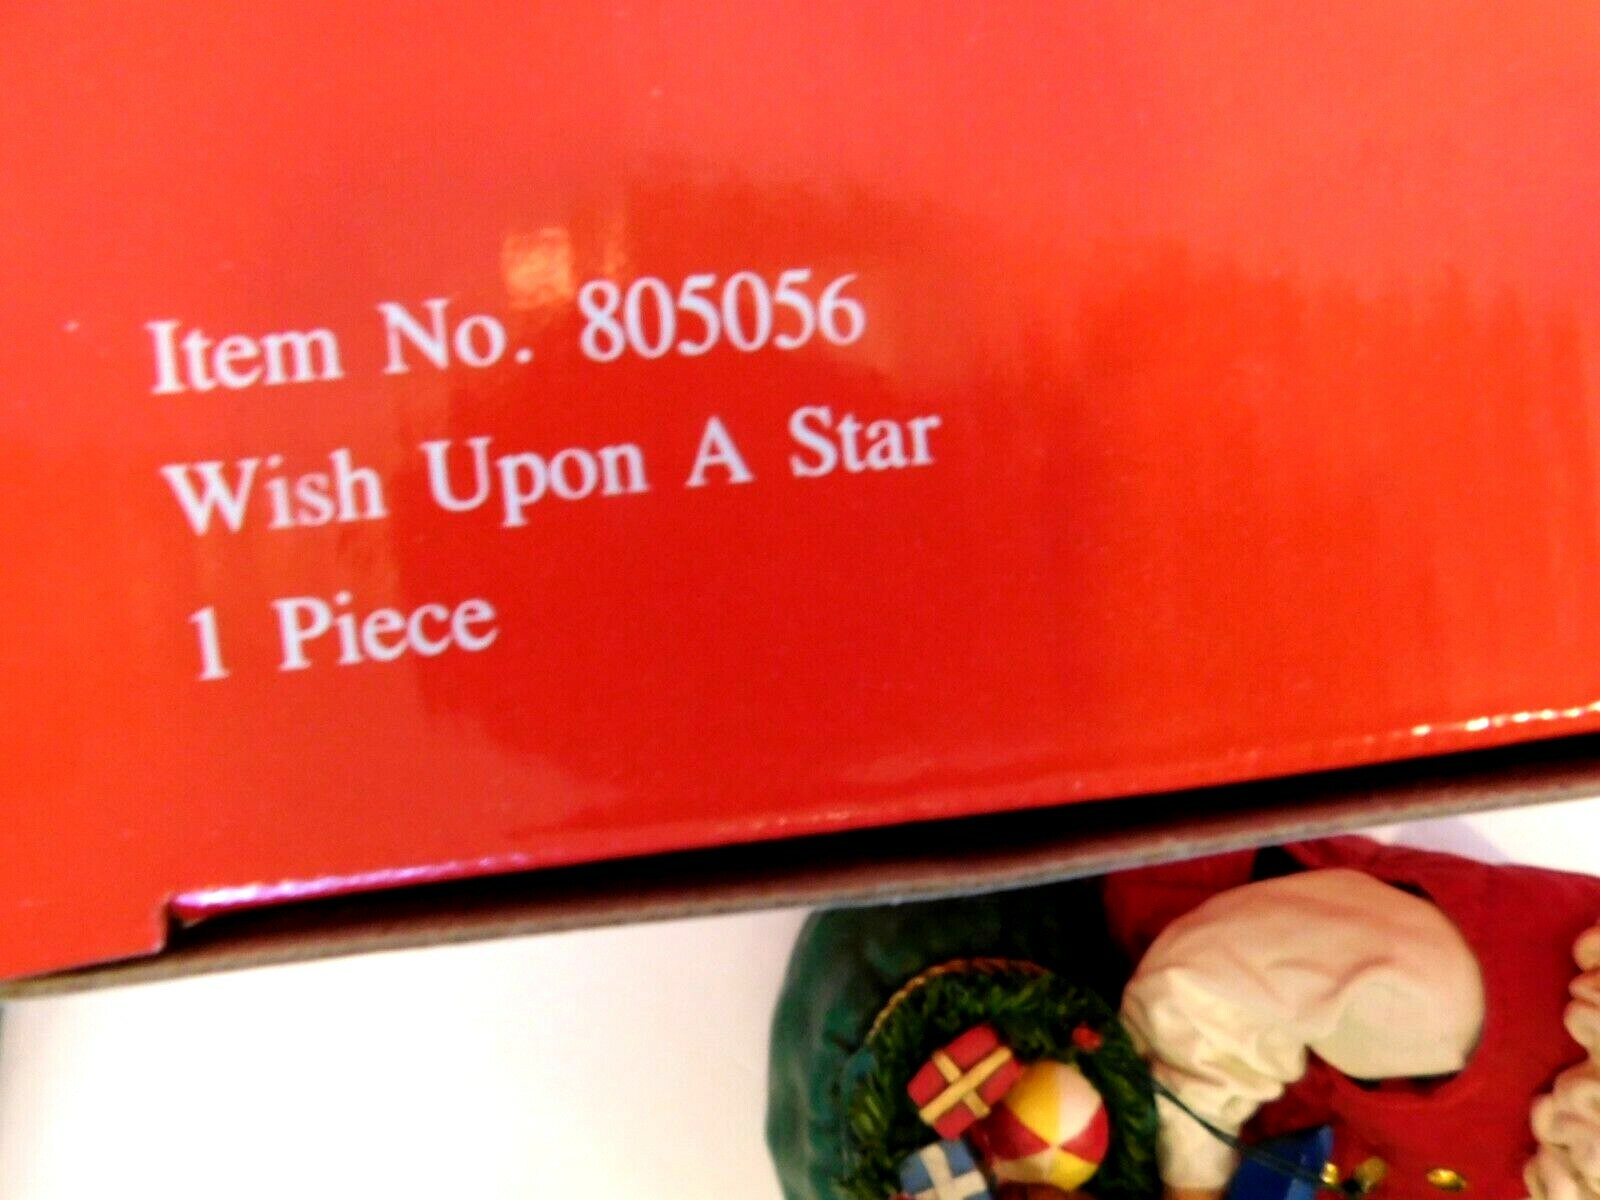 Item No. 805056
Wish Upon A Star
1 Piece